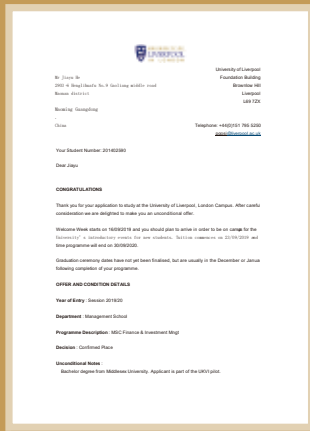 UNIVERSITY OF
LIVERPOOL
IN LONDON
Mr Jiayu He
University of Liverpool
Foundation Building
Brownlow Hill
Liverpool
L69 7ZX
Maonan district
Maoming Guangdong
.
China
Telephone: +44(0)151 795 5200
Your Student Number: 201402380
Dear Jiayu
CONGRATULATIONS
Thank you for your application to study at the University of Liverpool, London Campus. After careful
consideration we are delighted to make you an unconditional offer.
Welcome Week starts on 16/09/2019 and you should plan to arrive in order to be on campus for the
University' s introductory events for new students. Tuition commences on 23/09/2019 and
time programme will end on 30/09/2020.
Graduation ceremony dates have not yet been finalised, but are usually in the December or Janua
following completion of your programme.
OFFER AND CONDITION DETAILS
Year of Entry : Session 2019/20
Department : Management School
Programme Description : MSC Finance & Investment Mngt
Decision : Confirmed Place
Unconditional Notes :
Bachelor degree from Middlesex University. Applicant is part of the UKVI pilot.